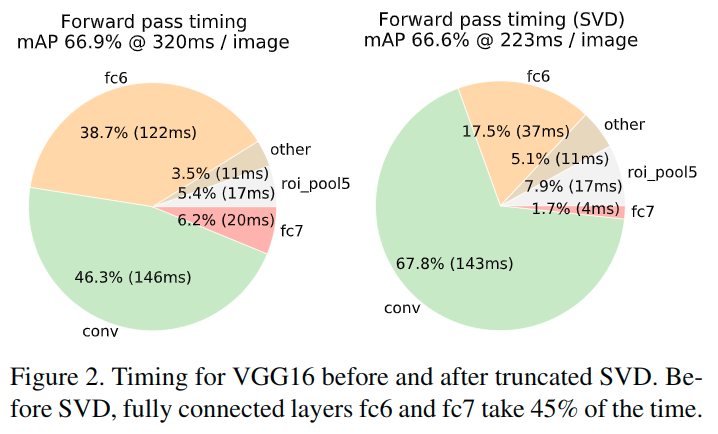 Forward pass timing
mAP 66.9% @ 320ms / image
fc6
38.7% (122ms)
other
3.5% (11ms)
roi_pool5
5.4% (17ms)
6.2% (20ms)
fc7
46.3% (146ms)
conv
Forward pass timing (SVD)
mAP 66.6% @ 223ms / image
fc6
17.5% (37ms)
other
5.1% (11ms)
roi_pool5
7.9% (17ms)
1.7% (4ms)
fc7
67.8% (143ms)
conv
Figure 2. Timing for VGG16 before and after truncated SVD. Be-
fore SVD, fully connected layers fc6 and fc7 take 45% of the time.